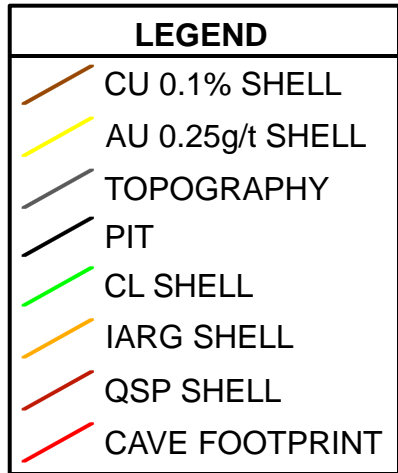 LEGEND
CU 0.1% SHELL
AU 0.25g/t SHELL
TOPOGRAPHY
PIT
CL SHELL
IARG SHELL
QSP SHELL
CAVE FOOTPRINT